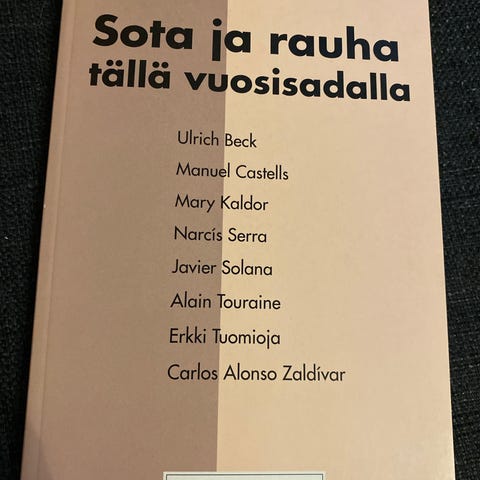 Sota ja rauha
tällä vuosisadalla
Ulrich Beck
Manuel Castells
Mary Kaldor
Narcís Serra
Javier Solana
Alain Touraine
Erkki Tuomioja
Carlos Alonso Zaldívar